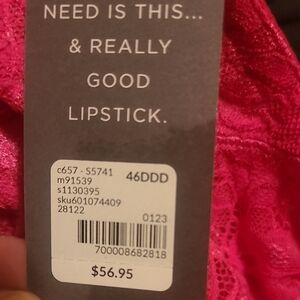 NEED IS THIS...
& REALLY
GOOD
LIPSTICK.
c657 - S5741 46DDD
m91539
s1130395
sku601074409
28122
0123
700008682818
$56.95